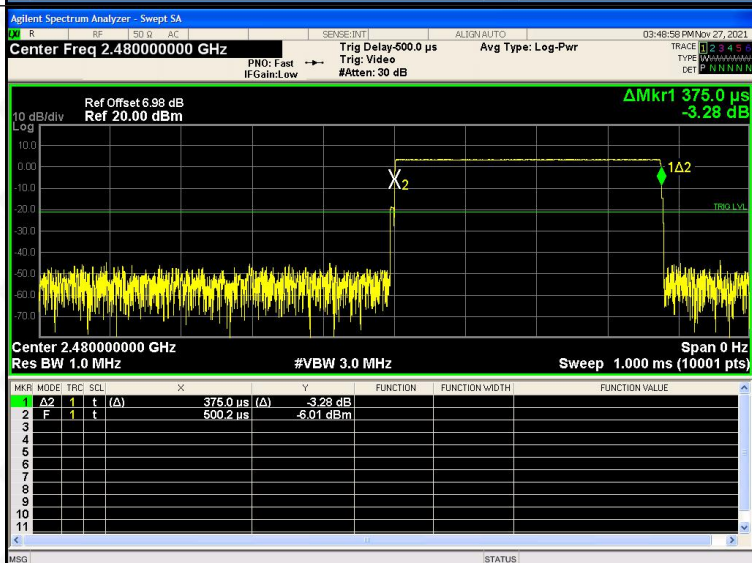 Agilent Spectrum Analyzer - Swept SA
LXI R RF 50 Ω AC SENSE:INT ALIGN AUTO 03:48:58 PM Nov 27, 2021
Center Freq 2.480000000 GHz
PNO: Fast
IFGain:Low
Trig Delay-500.0 µs
Trig: Video
#Atten: 30 dB
Avg Type: Log-Pwr
TRACE 1 2 3 4 5 6
TYPE
DET P N N N N N
ΔMkr1 375.0 µs
-3.28 dB
Ref Offset 6.98 dB
10 dB/div Ref 20.00 dBm
Log
10.0
0.00
-10.0
-20.0
-30.0
-40.0
-50.0
-60.0
-70.0
2
1Δ2
TRIG LVL
Center 2.480000000 GHz Span 0 Hz
Res BW 1.0 MHz #VBW 3.0 MHz Sweep 1.000 ms (10001 pts)
MKR MODE TRC SCL X Y FUNCTION FUNCTION WIDTH FUNCTION VALUE
1 Δ2 1 t (Δ) 375.0 µs (Δ) -3.28 dB
2 F 1 t 500.2 µs -6.01 dBm
3
4
5
6
7
8
9
10
11
MSG STATUS